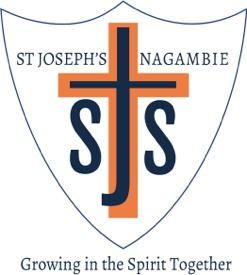 ST JOSEPH'S NAGAMBIE
SJS
Growing in the Spirit Together